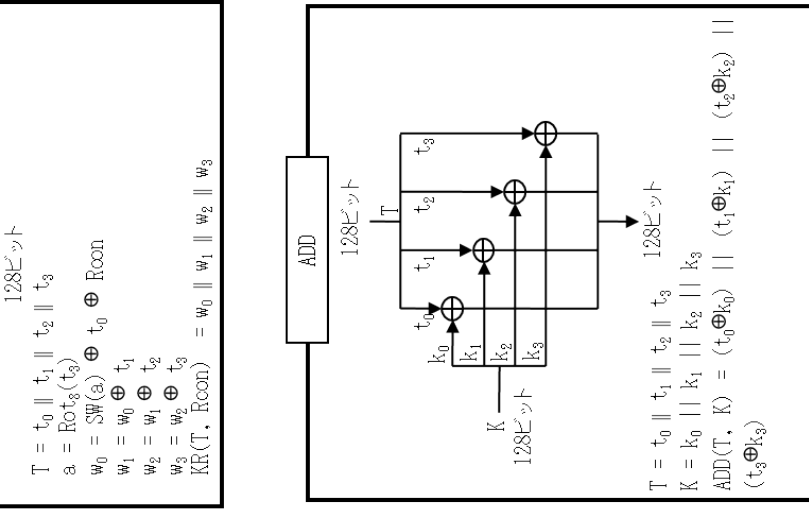 128ビット
T = t₀ ‖ t₁ ‖ t₂ ‖ t₃
a = Rot₈(t₃)
w₀ = SW(a) ⊕ t₀ ⊕ Rcon
w₁ = w₀ ⊕ t₁
w₂ = w₁ ⊕ t₂
w₃ = w₂ ⊕ t₃
KR(T, Rcon) = w₀ ‖ w₁ ‖ w₂ ‖ w₃
ADD
128ビット
T
t₀ t₁ t₂ t₃
k₀
k₁
k₂
k₃
K
128ビット
128ビット
T = t₀ ‖ t₁ ‖ t₂ ‖ t₃
K = k₀ || k₁ || k₂ || k₃
ADD(T, K) = (t₀⊕k₀) || (t₁⊕k₁) || (t₂⊕k₂) ||
(t₃⊕k₃)